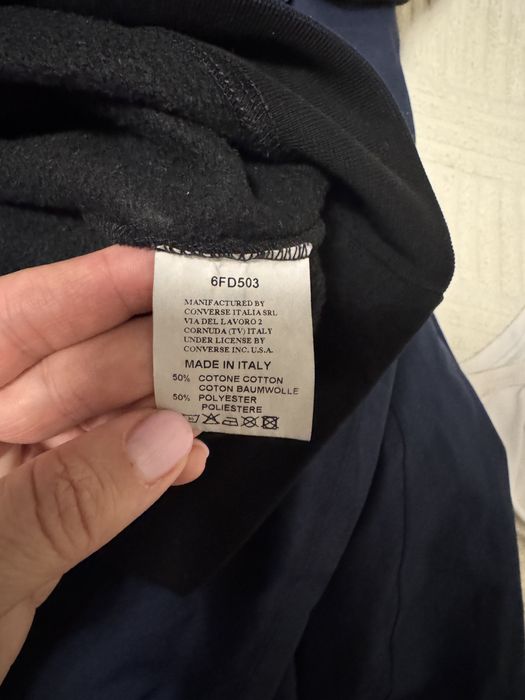 6FD503
MANIFACTURED BY
CONVERSE ITALIA SRL
VIA DEL LAVORO 2
CORNUDA (TV) ITALY
UNDER LICENSE BY
CONVERSE INC. U.S.A.
MADE IN ITALY
50% COTONE COTTON
COTON BAUMWOLLE
50% POLYESTER
POLIESTERE